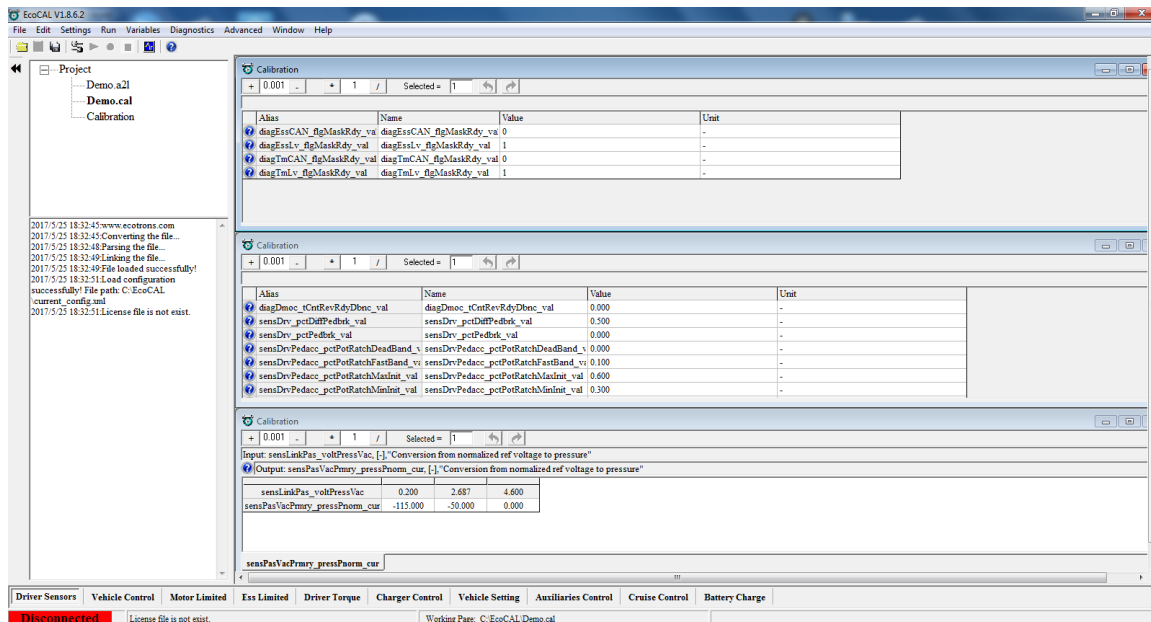 EcoCAL V1.8.6.2
File Edit Settings Run Variables Diagnostics Advanced Window Help
Project
Demo.a2l
Demo.cal
Calibration
2017/5/25 18:32:45:www.ecotrons.com
2017/5/25 18:32:45:Converting the file...
2017/5/25 18:32:48:Parsing the file...
2017/5/25 18:32:49:Linking the file...
2017/5/25 18:32:49:File loaded successfully!
2017/5/25 18:32:51:Load configuration
successfully! File path: C:\EcoCAL
\current_config.xml
2017/5/25 18:32:51:License file is not exist.
Calibration
+ 0.001 - * 1 / Selected = 1
Alias Name Value Unit
diagEssCAN_flgMaskRdy_va diagEssCAN_flgMaskRdy_va 0 -
diagEssLv_flgMaskRdy_val diagEssLv_flgMaskRdy_val 1 -
diagTmCAN_flgMaskRdy_val diagTmCAN_flgMaskRdy_val 0 -
diagTmLv_flgMaskRdy_val diagTmLv_flgMaskRdy_val 1 -
Calibration
+ 0.001 - * 1 / Selected = 1
Alias Name Value Unit
diagDmoc_tCntRevRdyDbnc_val diagDmoc_tCntRevRdyDbnc_val 0.000 -
sensDrv_pctDiffPedbrk_val sensDrv_pctDiffPedbrk_val 0.500 -
sensDrv_pctPedbrk_val sensDrv_pctPedbrk_val 0.000 -
sensDrvPedacc_pctPotRatchDeadBand_v sensDrvPedacc_pctPotRatchDeadBand_v 0.000 -
sensDrvPedacc_pctPotRatchFastBand_va sensDrvPedacc_pctPotRatchFastBand_va 0.100 -
sensDrvPedacc_pctPotRatchMaxInit_val sensDrvPedacc_pctPotRatchMaxInit_val 0.600 -
sensDrvPedacc_pctPotRatchMinInit_val sensDrvPedacc_pctPotRatchMinInit_val 0.300 -
Calibration
+ 0.001 - * 1 / Selected = 1
Input: sensLinkPas_voltPressVac, [-],"Conversion from normalized ref voltage to pressure"
Output: sensPasVacPrmry_pressPnorm_cur, [-],"Conversion from normalized ref voltage to pressure"
sensLinkPas_voltPressVac 0.200 2.687 4.600
sensPasVacPrmry_pressPnorm_cur -115.000 -50.000 0.000
sensPasVacPrmry_pressPnorm_cur
Driver Sensors Vehicle Control Motor Limited Ess Limited Driver Torque Charger Control Vehicle Setting Auxiliaries Control Cruise Control Battery Charge
Disconnected License file is not exist. Working Page: C:\EcoCAL\Demo.cal